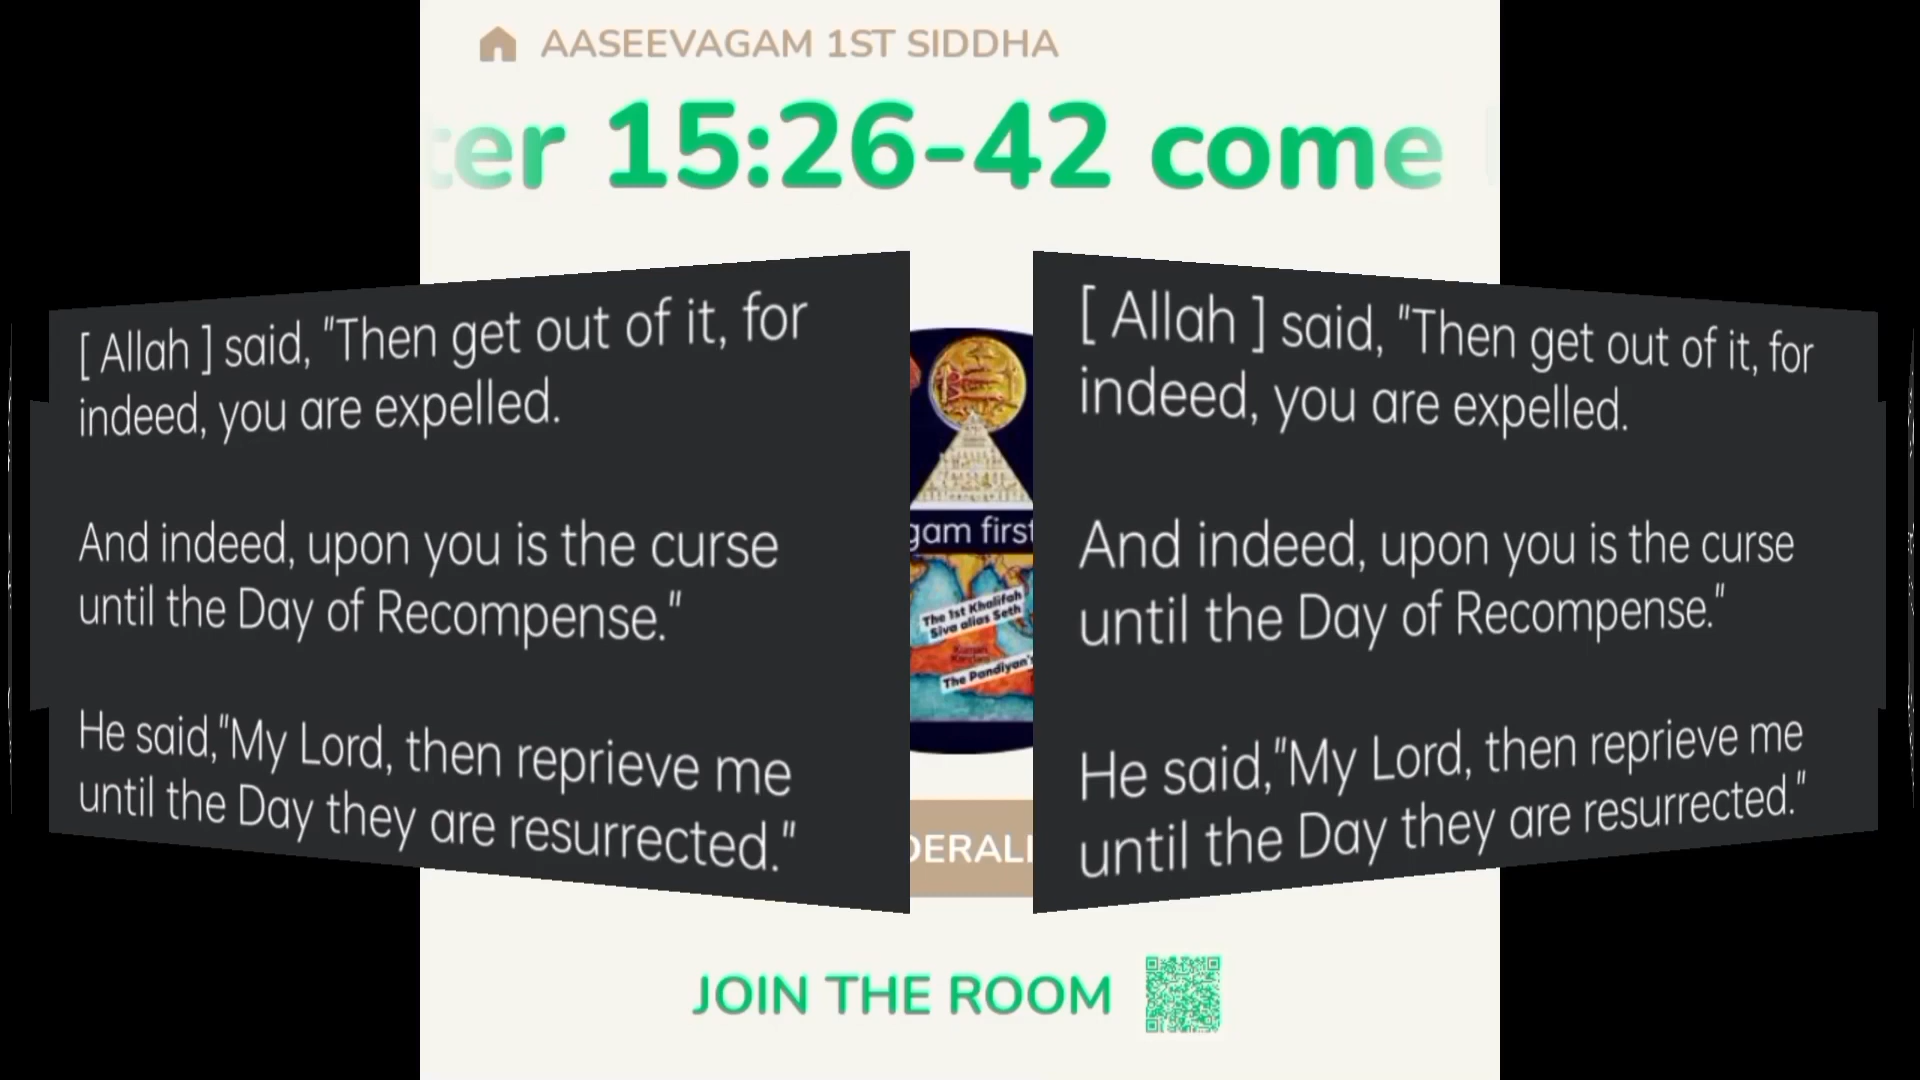 AASEEVAGAM 1ST SIDDHA
ter 15:26-42 come
[ Allah ] said, "Then get out of it, for
indeed, you are expelled.
And indeed, upon you is the curse
until the Day of Recompense."
He said,"My Lord, then reprieve me
until the Day they are resurrected."
[ Allah ] said, "Then get out of it, for
indeed, you are expelled.
And indeed, upon you is the curse
until the Day of Recompense."
He said,"My Lord, then reprieve me
until the Day they are resurrected."
gam first
The 1st Khalifah
Siva alias Seth
Kumari
The Pandiyan's
DERALI
JOIN THE ROOM